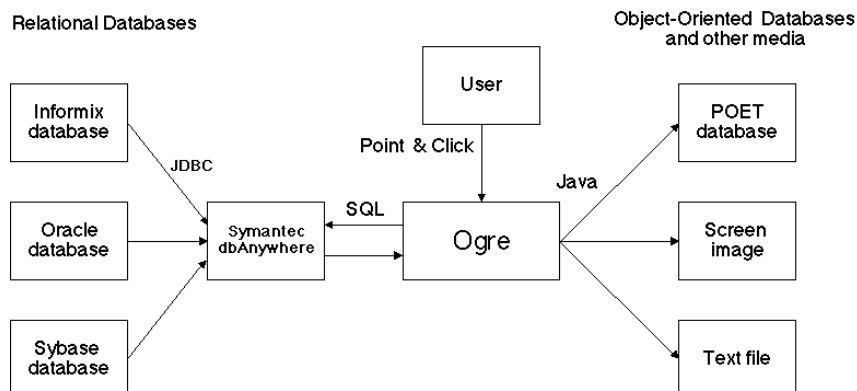 Relational Databases
Object-Oriented Databases
and other media
Informix
database
JDBC
Oracle
database
Sybase
database
Symantec
dbAnywhere
SQL
User
Point & Click
Ogre
Java
POET
database
Screen
image
Text file